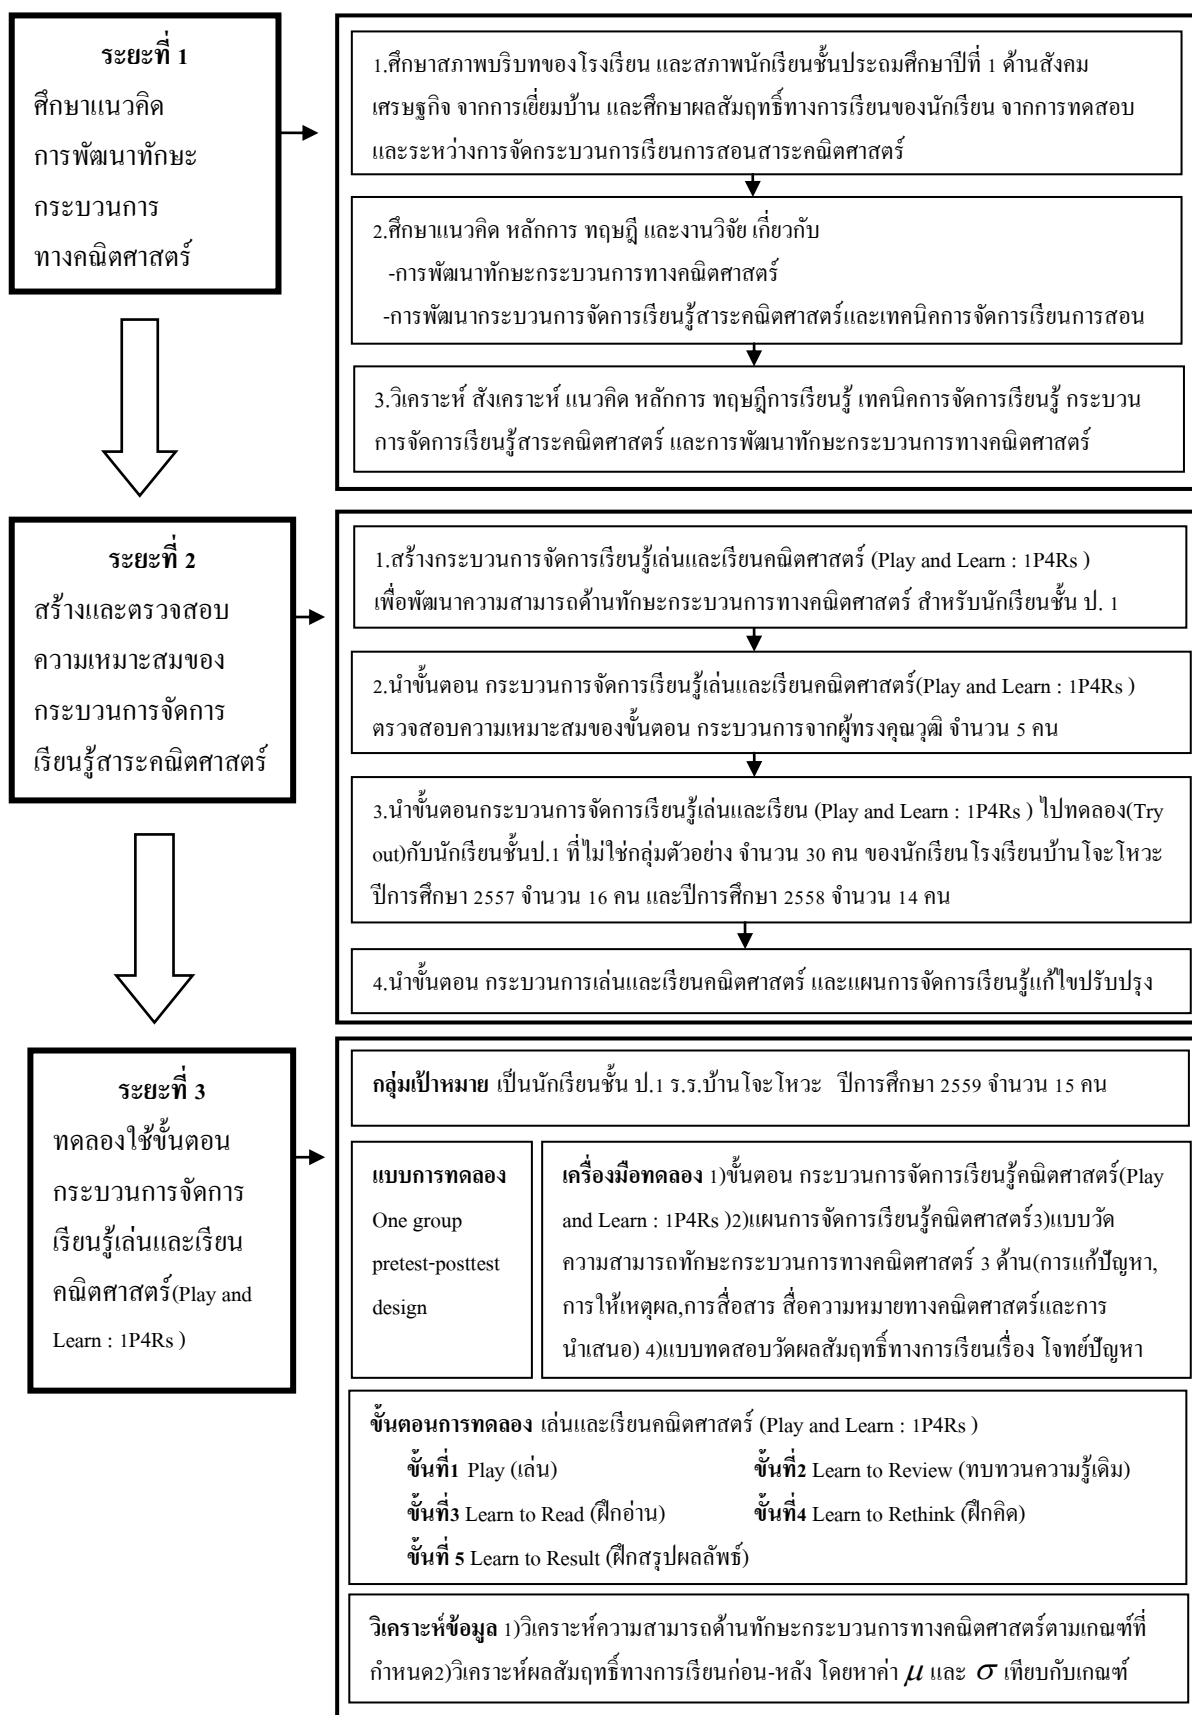 ระยะที่ 1
ศึกษาแนวคิด
การพัฒนาทักษะ
กระบวนการ
ทางคณิตศาสตร์
1.ศึกษาสภาพบริบทของโรงเรียน และสภาพนักเรียนชั้นประถมศึกษาปีที่ 1 ด้านสังคม
เศรษฐกิจ จากการเยี่ยมบ้าน และศึกษาผลสัมฤทธิ์ทางการเรียนของนักเรียน จากการทดสอบ
และระหว่างการจัดกระบวนการเรียนการสอนสาระคณิตศาสตร์
2.ศึกษาแนวคิด หลักการ ทฤษฎี และงานวิจัย เกี่ยวกับ
-การพัฒนาทักษะกระบวนการทางคณิตศาสตร์
-การพัฒนากระบวนการจัดการเรียนรู้สาระคณิตศาสตร์และเทคนิคการจัดการเรียนการสอน
3.วิเคราะห์ สังเคราะห์ แนวคิด หลักการ ทฤษฎีการเรียนรู้ เทคนิคการจัดการเรียนรู้ กระบวน
การจัดการเรียนรู้สาระคณิตศาสตร์ และการพัฒนาทักษะกระบวนการทางคณิตศาสตร์
ระยะที่ 2
สร้างและตรวจสอบ
ความเหมาะสมของ
กระบวนการจัดการ
เรียนรู้สาระคณิตศาสตร์
1.สร้างกระบวนการจัดการเรียนรู้เล่นและเรียนคณิตศาสตร์ (Play and Learn : 1P4Rs )
เพื่อพัฒนาความสามารถด้านทักษะกระบวนการทางคณิตศาสตร์ สำหรับนักเรียนชั้น ป. 1
2.นำขั้นตอน กระบวนการจัดการเรียนรู้เล่นและเรียนคณิตศาสตร์(Play and Learn : 1P4Rs )
ตรวจสอบความเหมาะสมของขั้นตอน กระบวนการจากผู้ทรงคุณวุฒิ จำนวน 5 คน
3.นำขั้นตอนกระบวนการจัดการเรียนรู้เล่นและเรียน (Play and Learn : 1P4Rs ) ไปทดลอง(Try
out)กับนักเรียนชั้นป.1 ที่ไม่ใช่กลุ่มตัวอย่าง จำนวน 30 คน ของนักเรียนโรงเรียนบ้านโจะโหวะ
ปีการศึกษา 2557 จำนวน 16 คน และปีการศึกษา 2558 จำนวน 14 คน
4.นำขั้นตอน กระบวนการเล่นและเรียนคณิตศาสตร์ และแผนการจัดการเรียนรู้แก้ไขปรับปรุง
ระยะที่ 3
ทดลองใช้ขั้นตอน
กระบวนการจัดการ
เรียนรู้เล่นและเรียน
คณิตศาสตร์(Play and
Learn : 1P4Rs )
กลุ่มเป้าหมาย เป็นนักเรียนชั้น ป.1 ร.ร.บ้านโจะโหวะ ปีการศึกษา 2559 จำนวน 15 คน
แบบการทดลอง
One group
pretest-posttest
design
เครื่องมือทดลอง 1)ขั้นตอน กระบวนการจัดการเรียนรู้คณิตศาสตร์(Play
and Learn : 1P4Rs )2)แผนการจัดการเรียนรู้คณิตศาสตร์3)แบบวัด
ความสามารถทักษะกระบวนการทางคณิตศาสตร์ 3 ด้าน(การแก้ปัญหา,
การให้เหตุผล,การสื่อสาร สื่อความหมายทางคณิตศาสตร์และการ
นำเสนอ) 4)แบบทดสอบวัดผลสัมฤทธิ์ทางการเรียนเรื่อง โจทย์ปัญหา
ขั้นตอนการทดลอง เล่นและเรียนคณิตศาสตร์ (Play and Learn : 1P4Rs )
ขั้นที่1 Play (เล่น) ขั้นที่2 Learn to Review (ทบทวนความรู้เดิม)
ขั้นที่3 Learn to Read (ฝึกอ่าน) ขั้นที่4 Learn to Rethink (ฝึกคิด)
ขั้นที่ 5 Learn to Result (ฝึกสรุปผลลัพธ์)
วิเคราะห์ข้อมูล 1)วิเคราะห์ความสามารถด้านทักษะกระบวนการทางคณิตศาสตร์ตามเกณฑ์ที่
กำหนด2)วิเคราะห์ผลสัมฤทธิ์ทางการเรียนก่อน-หลัง โดยหาค่า μ และ σ เทียบกับเกณฑ์